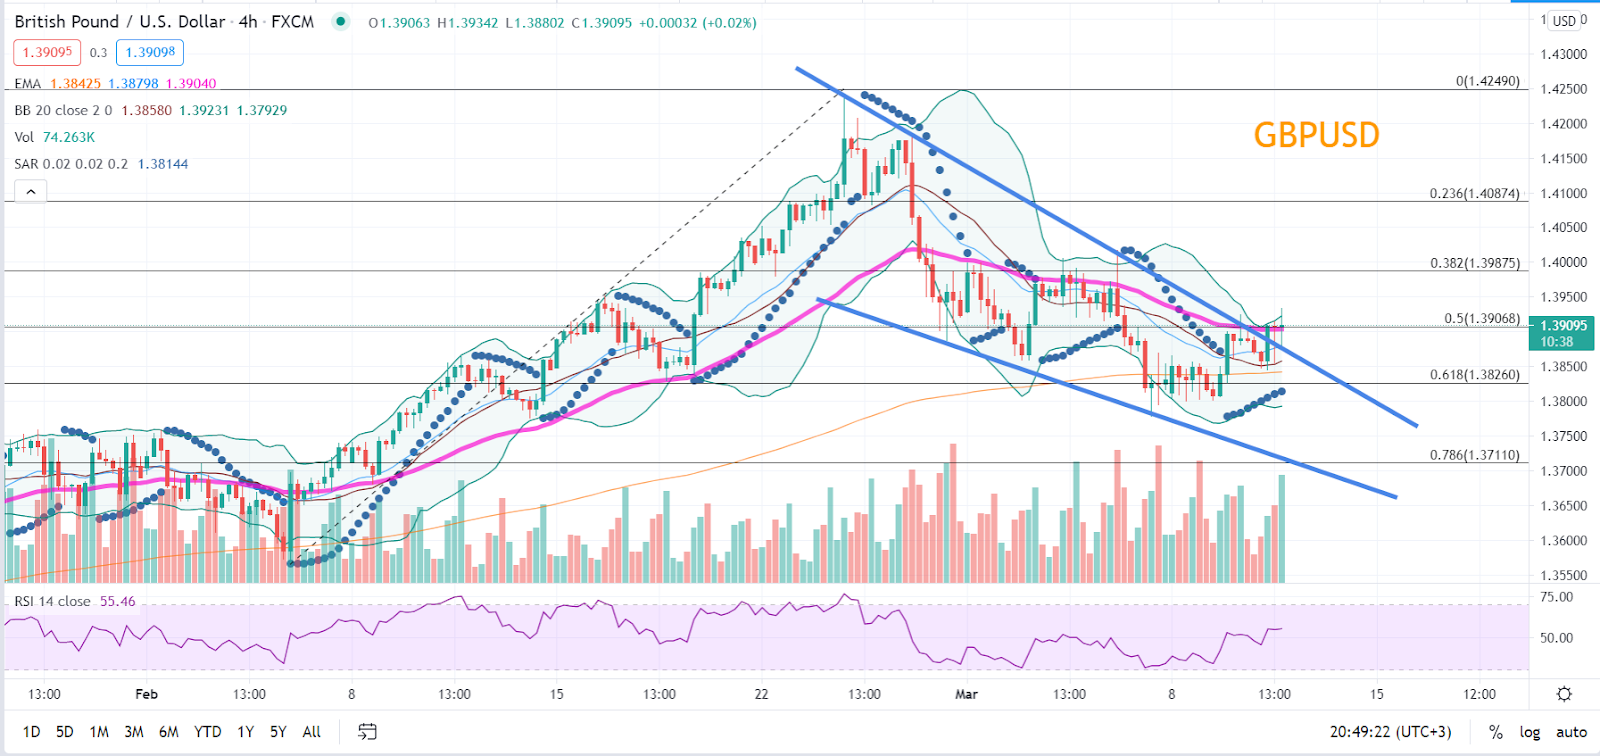 British Pound / U.S. Dollar · 4h · FXCM O1.39063 H1.39342 L1.38802 C1.39095 +0.00032 (+0.02%)
1.39095 0.3 1.39098
EMA 1.38425 1.38798 1.39040
BB 20 close 2 0 1.38580 1.39231 1.37929
Vol 74.263K
SAR 0.02 0.02 0.2 1.38144
GBPUSD
0(1.42490)
0.236(1.40874)
0.382(1.39875)
0.5(1.39068)
0.618(1.38260)
0.786(1.37110)
USD
1.43000
1.42500
1.42000
1.41500
1.41000
1.40500
1.40000
1.39500
1.39095
10:38
1.38500
1.38000
1.37500
1.37000
1.36500
1.36000
1.35500
RSI 14 close 55.46
75.00
50.00
13:00 Feb 13:00 8 13:00 15 13:00 22 13:00 Mar 13:00 8 13:00 15 12:00
1D 5D 1M 3M 6M YTD 1Y 5Y All
20:49:22 (UTC+3) % log auto